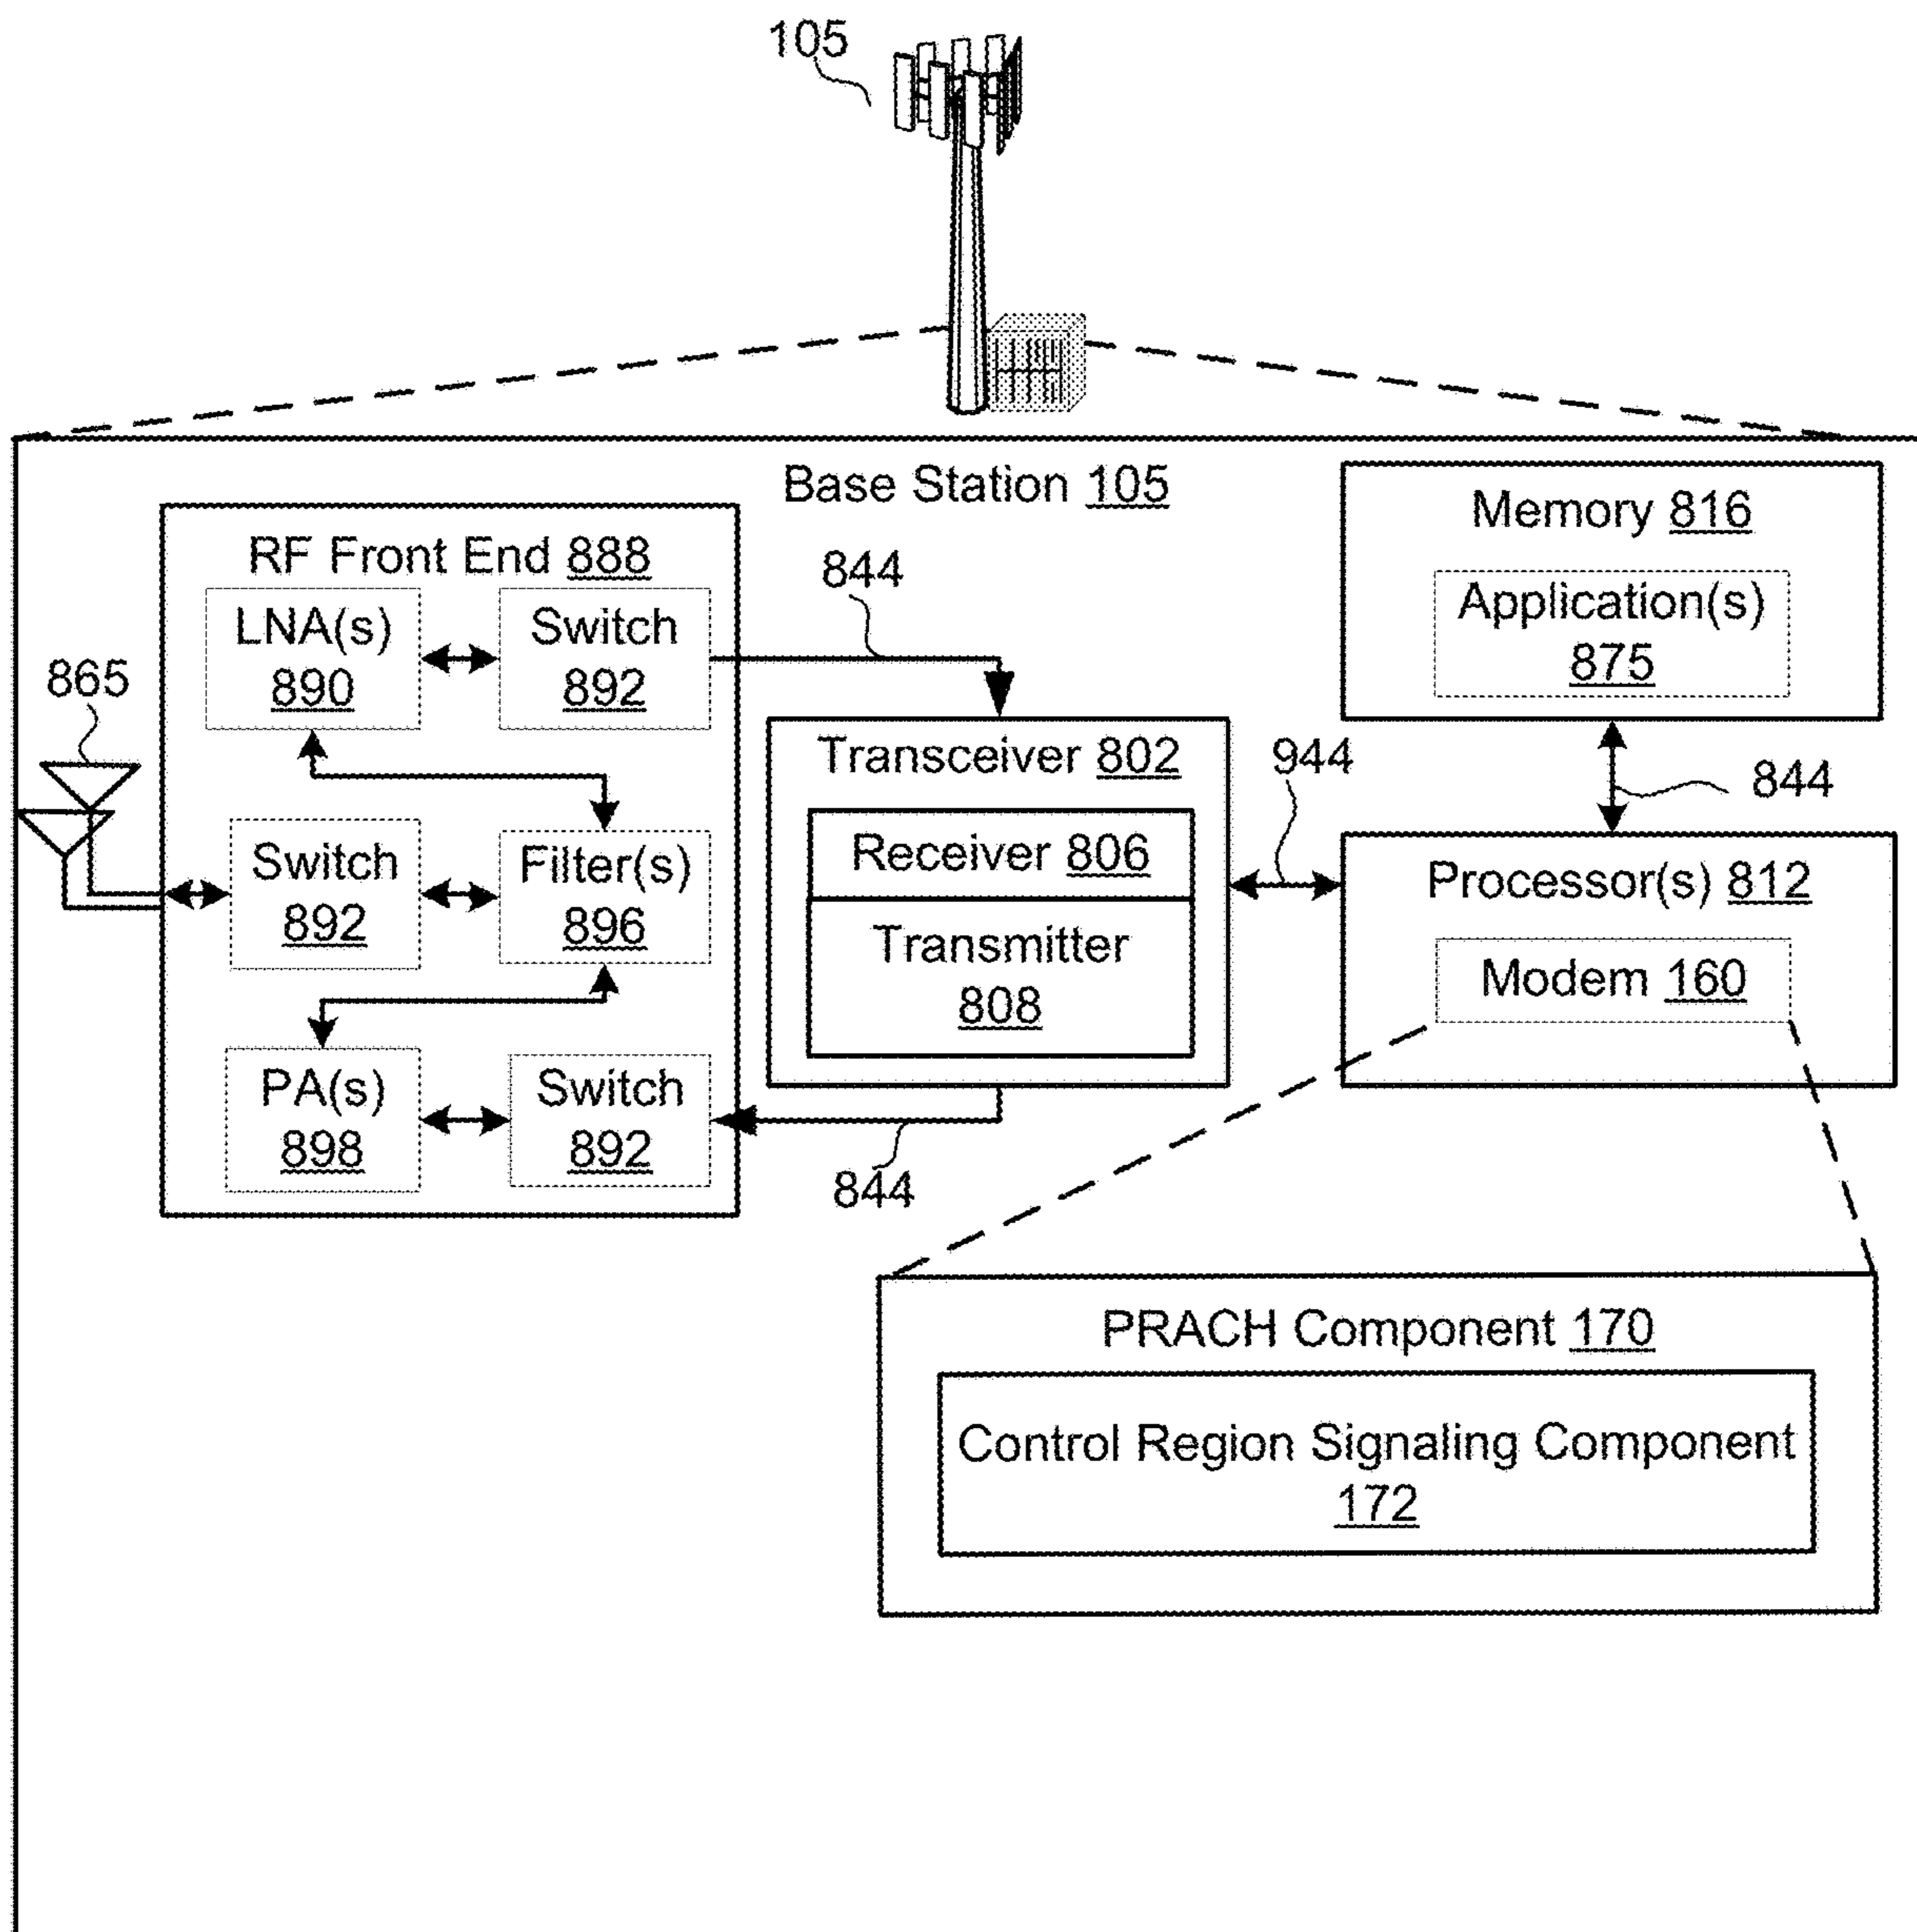 105
Base Station 105
RF Front End 888
LNA(s)
890
Switch
892
844
865
Switch
892
Filter(s)
896
PA(s)
898
Switch
892
844
Transceiver 802
Receiver 806
Transmitter
808
944
Memory 816
Application(s)
875
844
Processor(s) 812
Modem 160
PRACH Component 170
Control Region Signaling Component
172